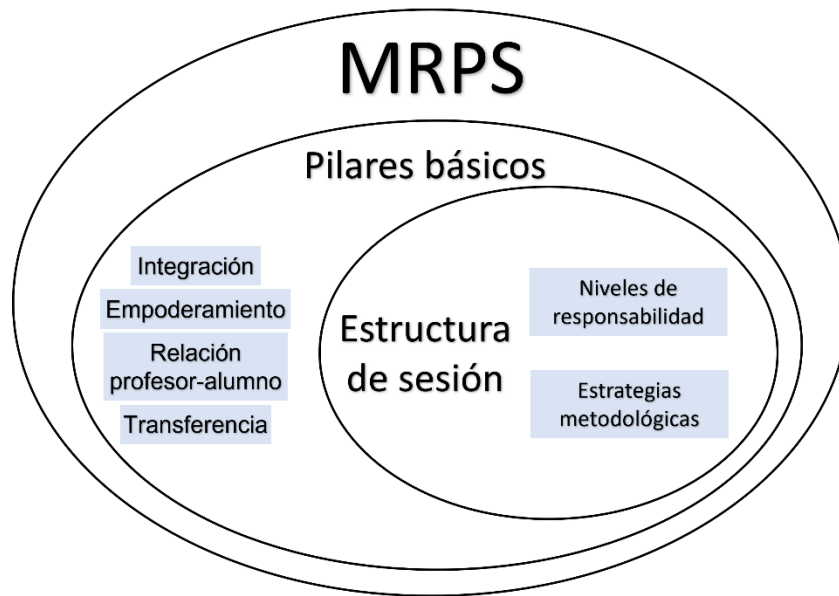 MRPS
Pilares básicos
Integración
Empoderamiento
Relación
profesor-alumno
Transferencia
Estructura
de sesión
Niveles de
responsabilidad
Estrategias
metodológicas